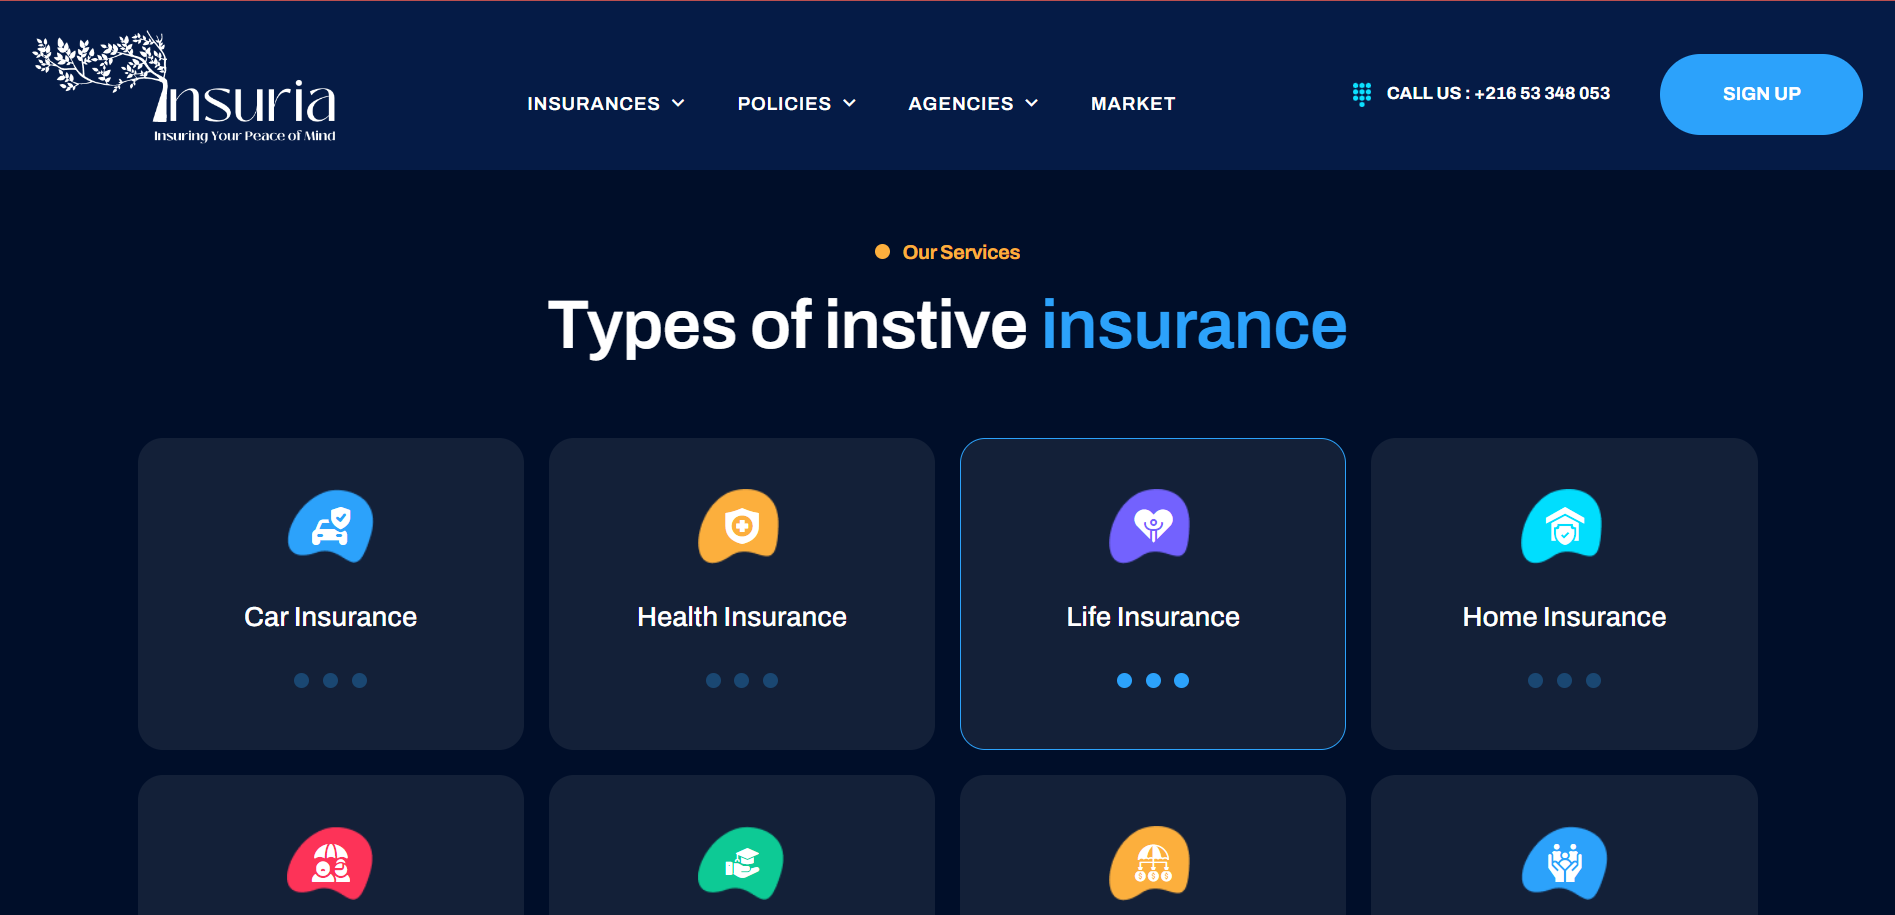 Insuria
Insuring Your Peace of Mind
INSURANCES
POLICIES
AGENCIES
MARKET
CALL US : +216 53 348 053
SIGN UP
Our Services
Types of instive insurance
Car Insurance
Health Insurance
Life Insurance
Home Insurance